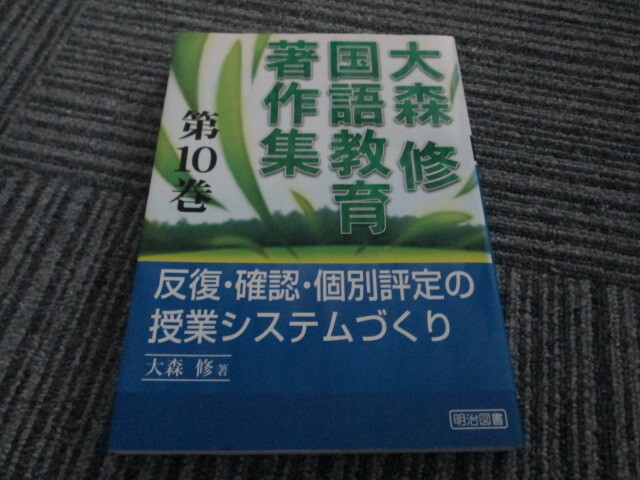 大森 修
国語教育
著作集
第10巻
反復・確認・個別評定の
授業システムづくり
大森 修 著
明治図書